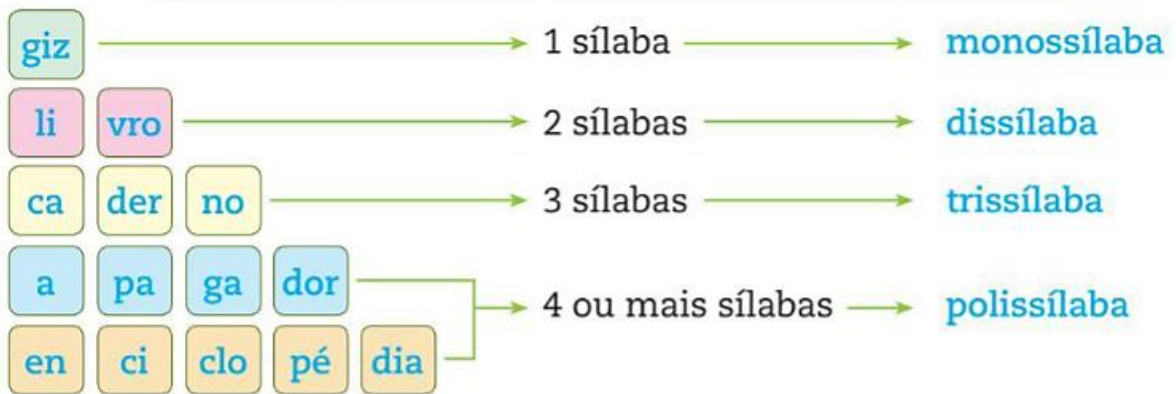 giz 1 sílaba monossílaba
li vro 2 sílabas dissílaba
ca der no 3 sílabas trissílaba
a pa ga dor
4 ou mais sílabas polissílaba
en ci clo pé dia